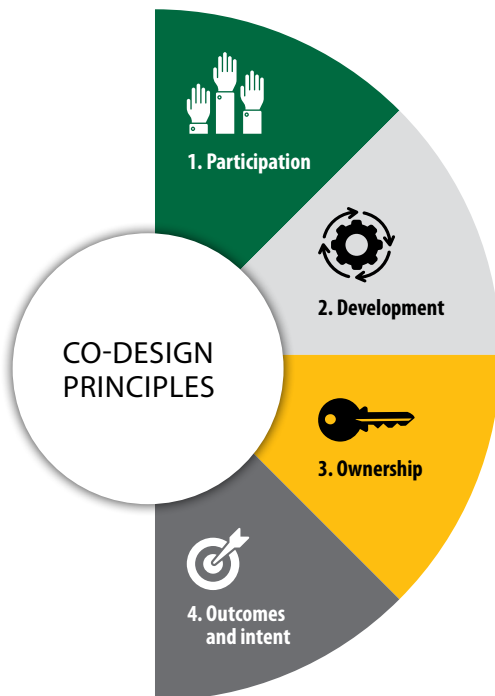 1. Participation
2. Development
CO-DESIGN
PRINCIPLES
3. Ownership
4. Outcomes
and intent